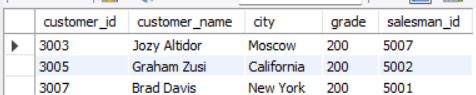 customer_id customer_name city grade salesman_id
3003 Jozy Altidor Moscow 200 5007
3005 Graham Zusi California 200 5002
3007 Brad Davis New York 200 5001